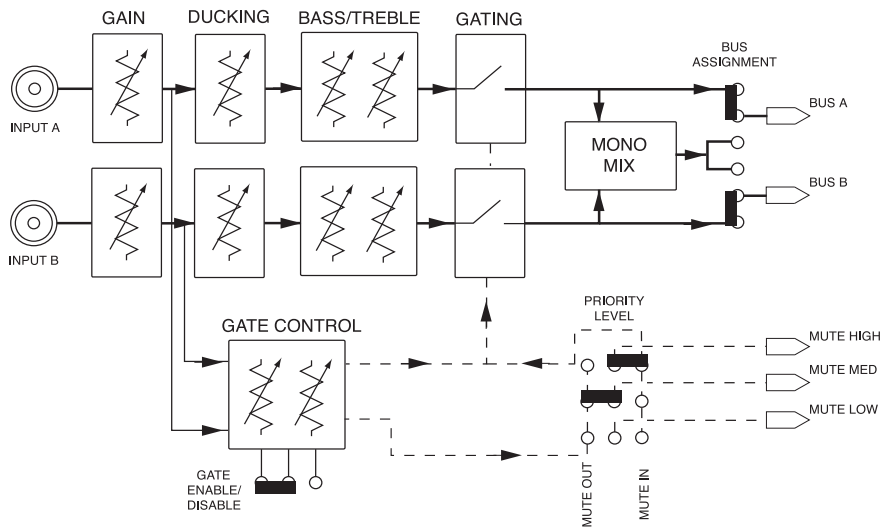 GAIN
DUCKING
BASS/TREBLE
GATING
BUS
ASSIGNMENT
INPUT A
BUS A
MONO
MIX
BUS B
INPUT B
GATE CONTROL
PRIORITY
LEVEL
MUTE HIGH
MUTE MED
MUTE LOW
GATE
ENABLE/
DISABLE
MUTE OUT
MUTE IN